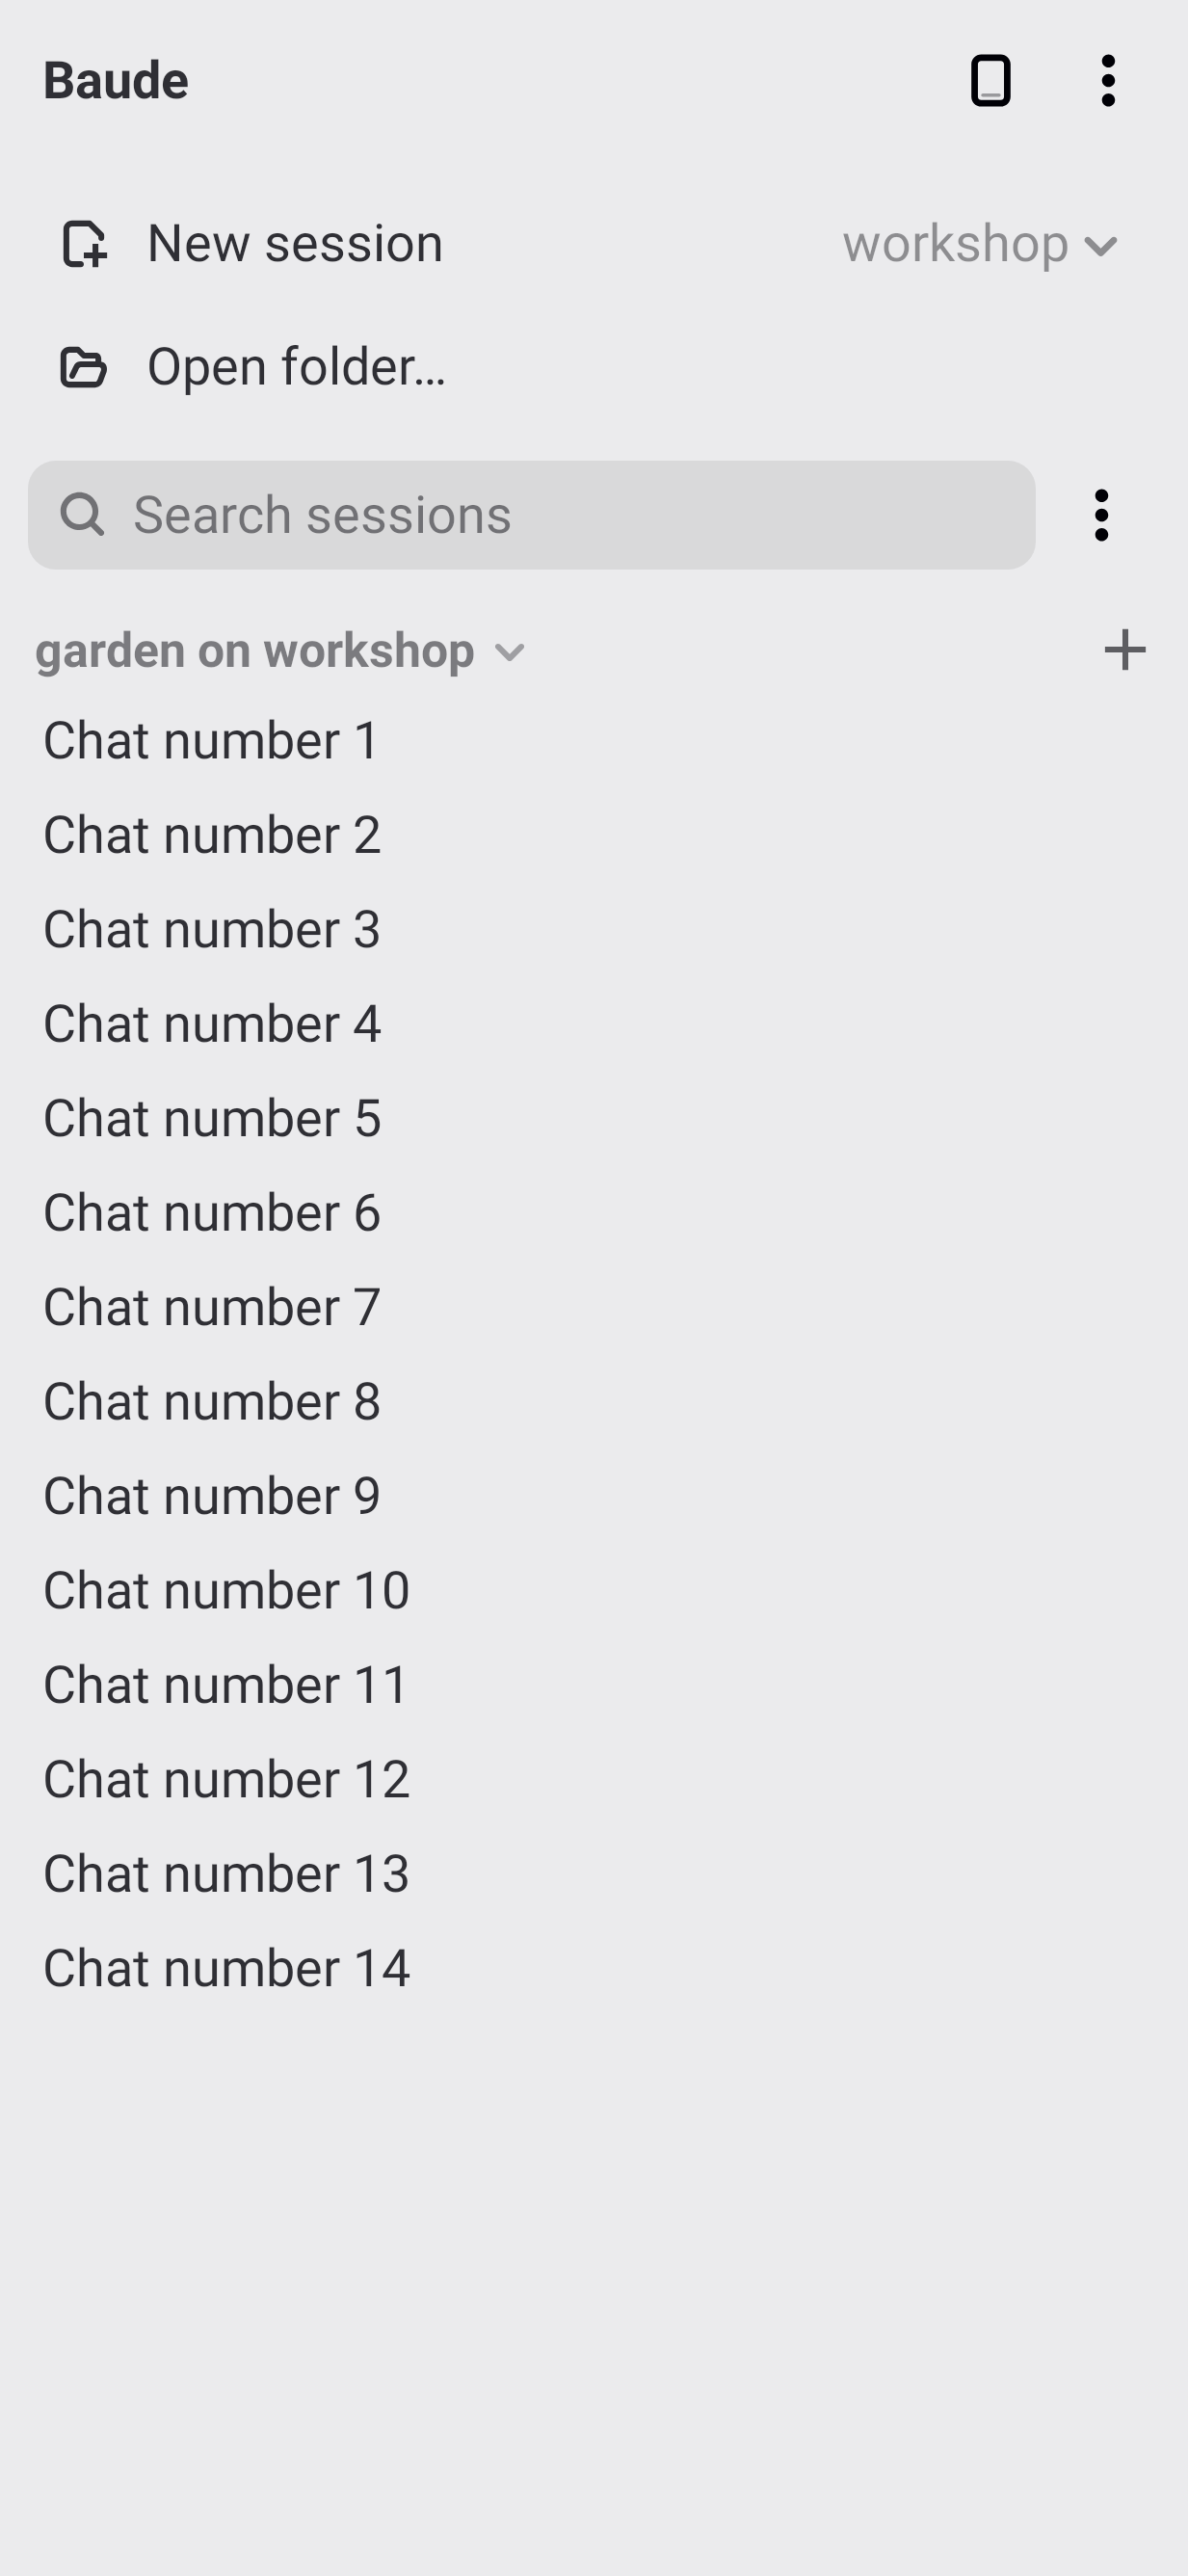 Baude
New session
workshop
Open folder…
Search sessions
garden on workshop
Chat number 1
Chat number 2
Chat number 3
Chat number 4
Chat number 5
Chat number 6
Chat number 7
Chat number 8
Chat number 9
Chat number 10
Chat number 11
Chat number 12
Chat number 13
Chat number 14